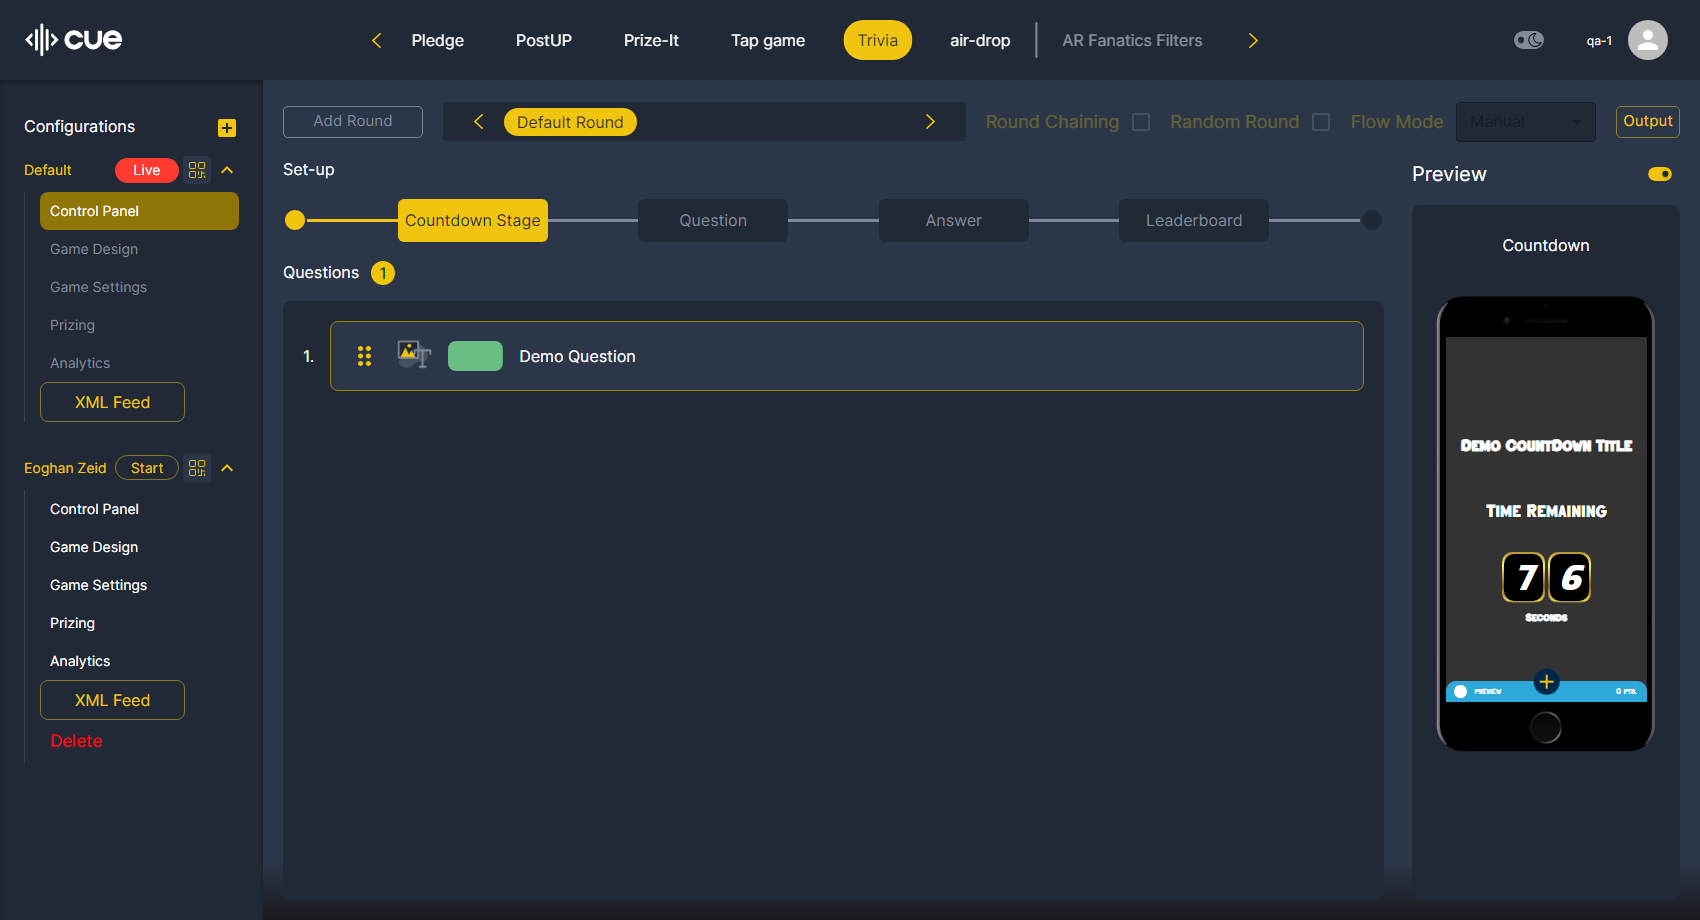 cue
Pledge
PostUP
Prize-It
Tap game
Trivia
air-drop
AR Fanatics Filters
qa-1
Configurations
Default
Live
Control Panel
Game Design
Game Settings
Prizing
Analytics
XML Feed
Eoghan Zeid
Start
Control Panel
Game Design
Game Settings
Prizing
Analytics
XML Feed
Delete
Add Round
Default Round
Round Chaining
Random Round
Flow Mode
Manual
Output
Set-up
Countdown Stage
Question
Answer
Leaderboard
Questions
1
1.
T
Demo Question
Preview
Countdown
Demo CountDown Title
Time Remaining
7 6
Seconds
PREVIEW
0 PTS.